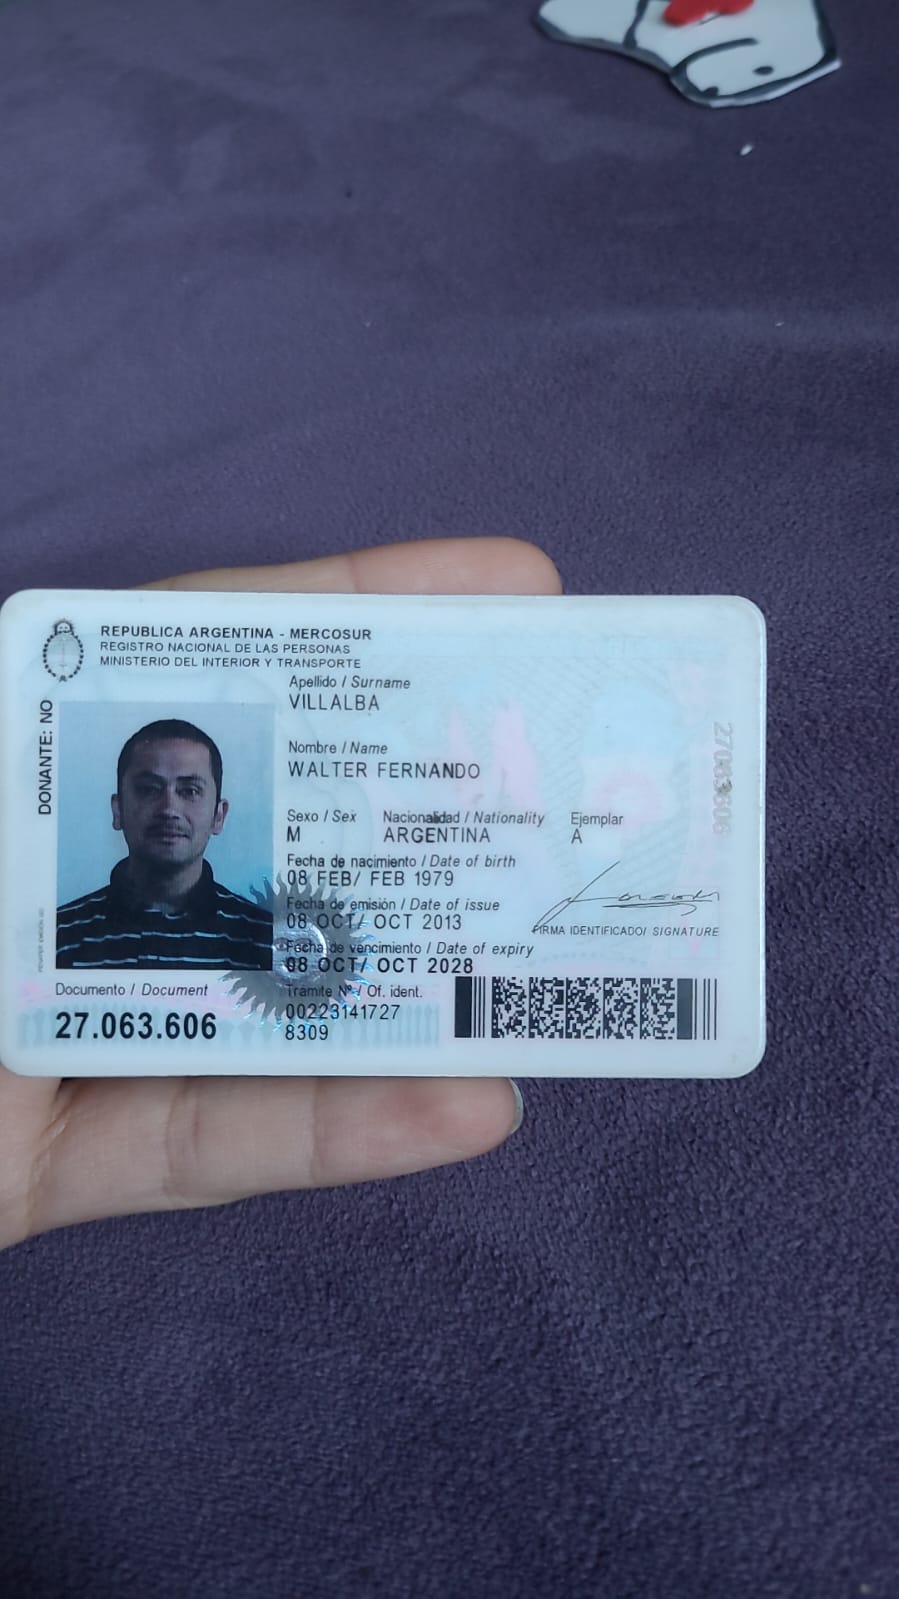 REPUBLICA ARGENTINA - MERCOSUR
REGISTRO NACIONAL DE LAS PERSONAS
MINISTERIO DEL INTERIOR Y TRANSPORTE
Apellido / Surname
VILLALBA
DONANTE: NO
Nombre / Name
WALTER FERNANDO
27063606
Sexo / Sex Nacionalidad / Nationality Ejemplar
M ARGENTINA A
Fecha de nacimiento / Date of birth
08 FEB/ FEB 1979
Fecha de emisión / Date of issue
08 OCT/ OCT 2013
FIRMA IDENTIFICADO/ SIGNATURE
Fecha de vencimiento / Date of expiry
08 OCT/ OCT 2028
Documento / Document
27.063.606
Tramite Nº / Of. ident.
00223141727
8309